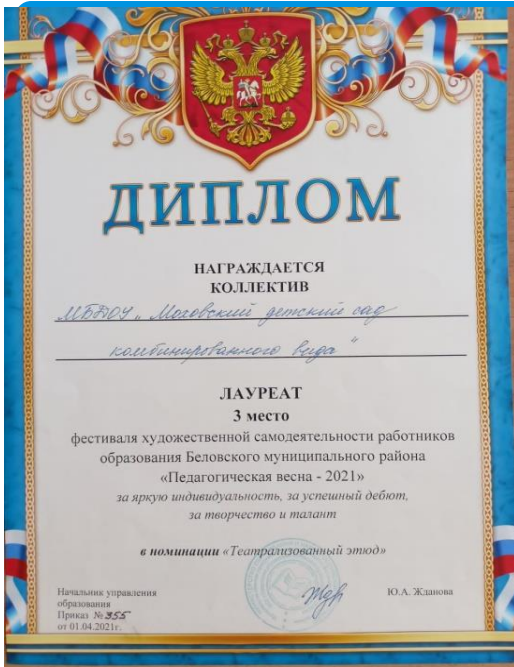 ДИПЛОМ
НАГРАЖДАЕТСЯ
КОЛЛЕКТИВ
МБДОУ „ Моховский детский сад
комбинированного вида "
ЛАУРЕАТ
3 место
фестиваля художественной самодеятельности работников
образования Беловского муниципального района
«Педагогическая весна - 2021»
за яркую индивидуальность, за успешный дебют,
за творчество и талант
в номинации «Театрализованный этюд»
Начальник управления
образования
Ю.А. Жданова
Приказ № 355
от 01.04.2021г.